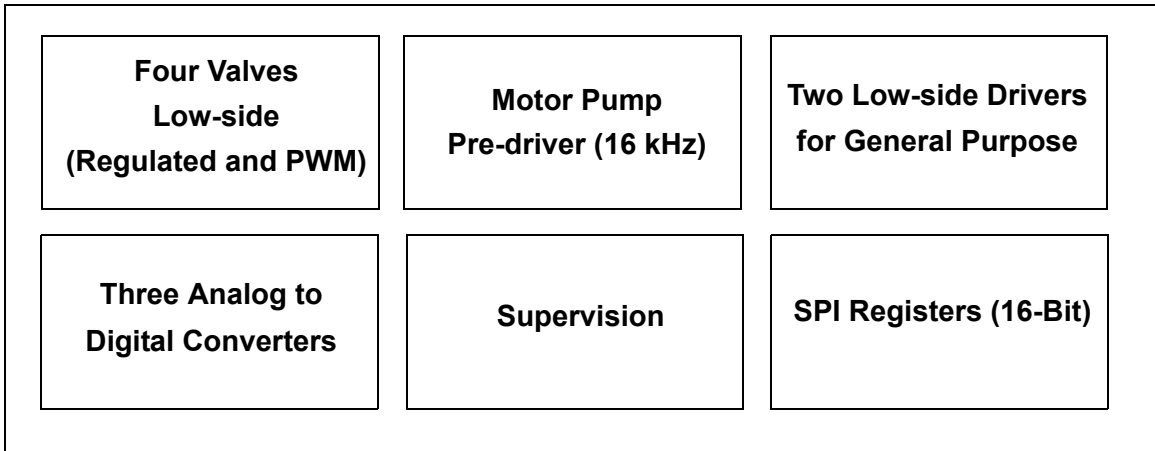 Four Valves
Low-side
(Regulated and PWM)
Motor Pump
Pre-driver (16 kHz)
Two Low-side Drivers
for General Purpose
Three Analog to
Digital Converters
Supervision
SPI Registers (16-Bit)